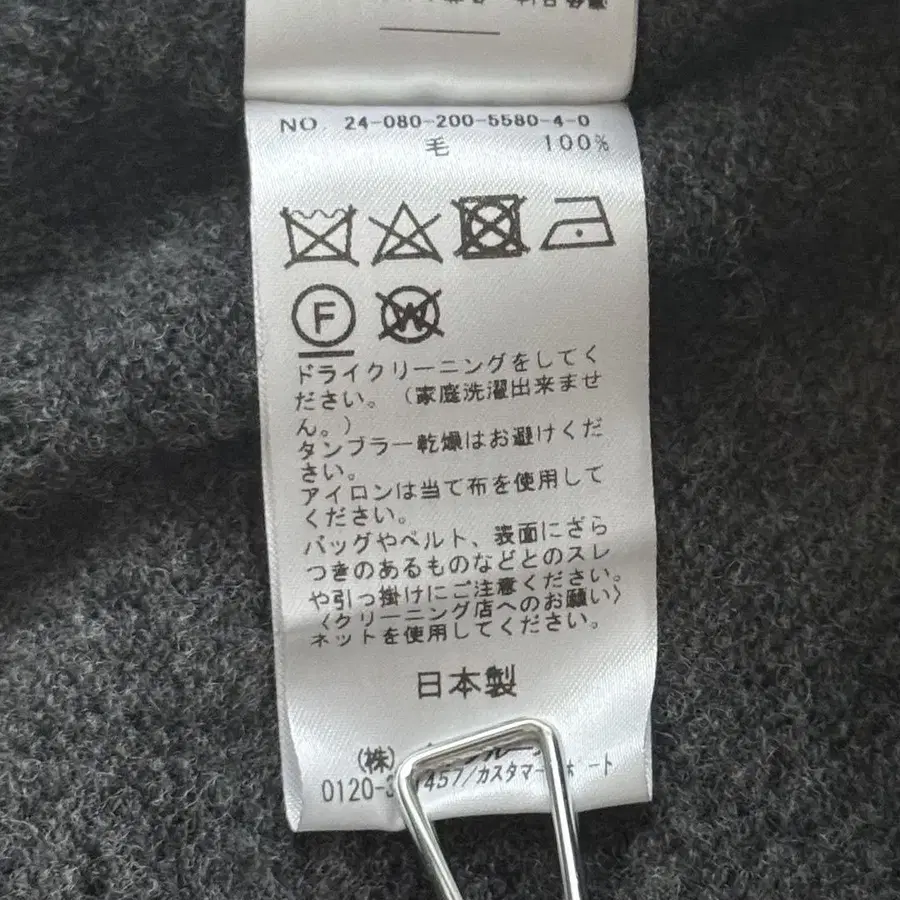 NO. 24-080-200-5580-4-0
毛 100%
F
W
ドライクリーニングをしてく
ださい。（家庭洗濯出来ませ
ん。）
タンブラー乾燥はお避けくだ
さい。
アイロンは当て布を使用して
ください。
バッグやベルト、表面にざら
つきのあるものなどとのスレ
や引っ掛けにご注意ください。
〈クリーニング店へのお願い〉
ネットを使用してください。
日本製
(株)
0120-3 457/カスタマー ート